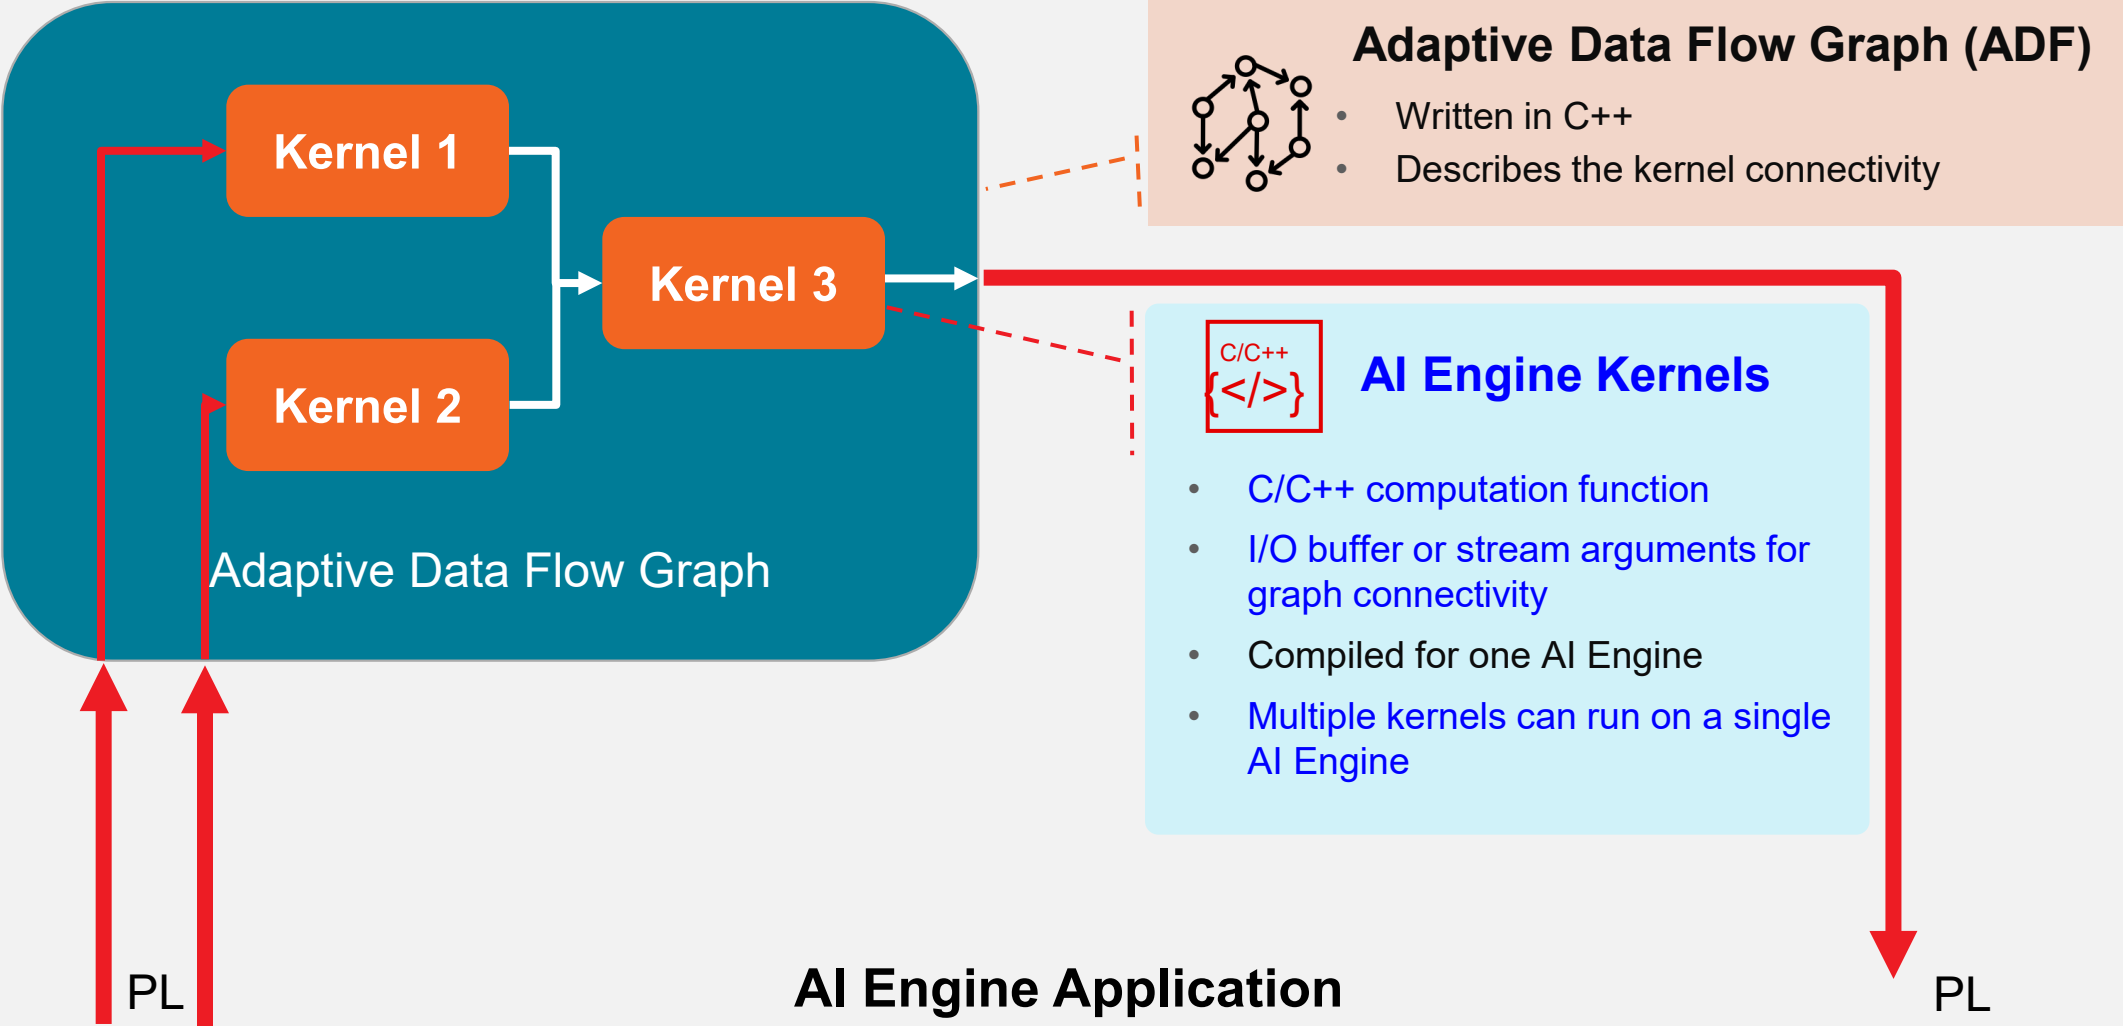 Adaptive Data Flow Graph (ADF)
• Written in C++
• Describes the kernel connectivity
Kernel 1
Kernel 2
Kernel 3
Adaptive Data Flow Graph
C/C++
{</>}
AI Engine Kernels
• C/C++ computation function
• I/O buffer or stream arguments for
graph connectivity
• Compiled for one AI Engine
• Multiple kernels can run on a single
AI Engine
PL
AI Engine Application
PL